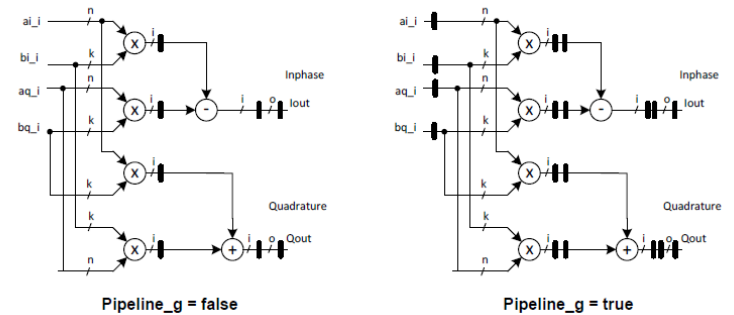 n
ai_i
i
k
bi_i
n
aq_i
Inphase
i
i
o
Iout
k
bq_i
i
k
Quadrature
k
i
i
o
Qout
n
Pipeline_g = false
n
ai_i
i
k
bi_i
n
aq_i
Inphase
i
i
o
Iout
k
bq_i
i
k
Quadrature
k
i
i
o
Qout
n
Pipeline_g = true